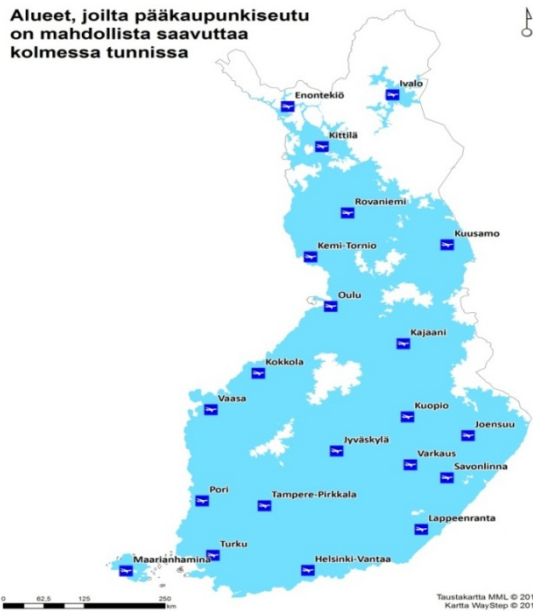 Alueet, joilta pääkaupunkiseutu
on mahdollista saavuttaa
kolmessa tunnissa
Ivalo
Enontekiö
Kittilä
Rovaniemi
Kuusamo
Kemi-Tornio
Oulu
Kajaani
Kokkola
Vaasa
Kuopio
Joensuu
Jyväskylä
Varkaus
Savonlinna
Pori
Tampere-Pirkkala
Lappeenranta
Turku
Maarianhamina
Helsinki-Vantaa
0 62,5 125 250
km
Taustakartta MML © 201
Kartta WayStep © 201